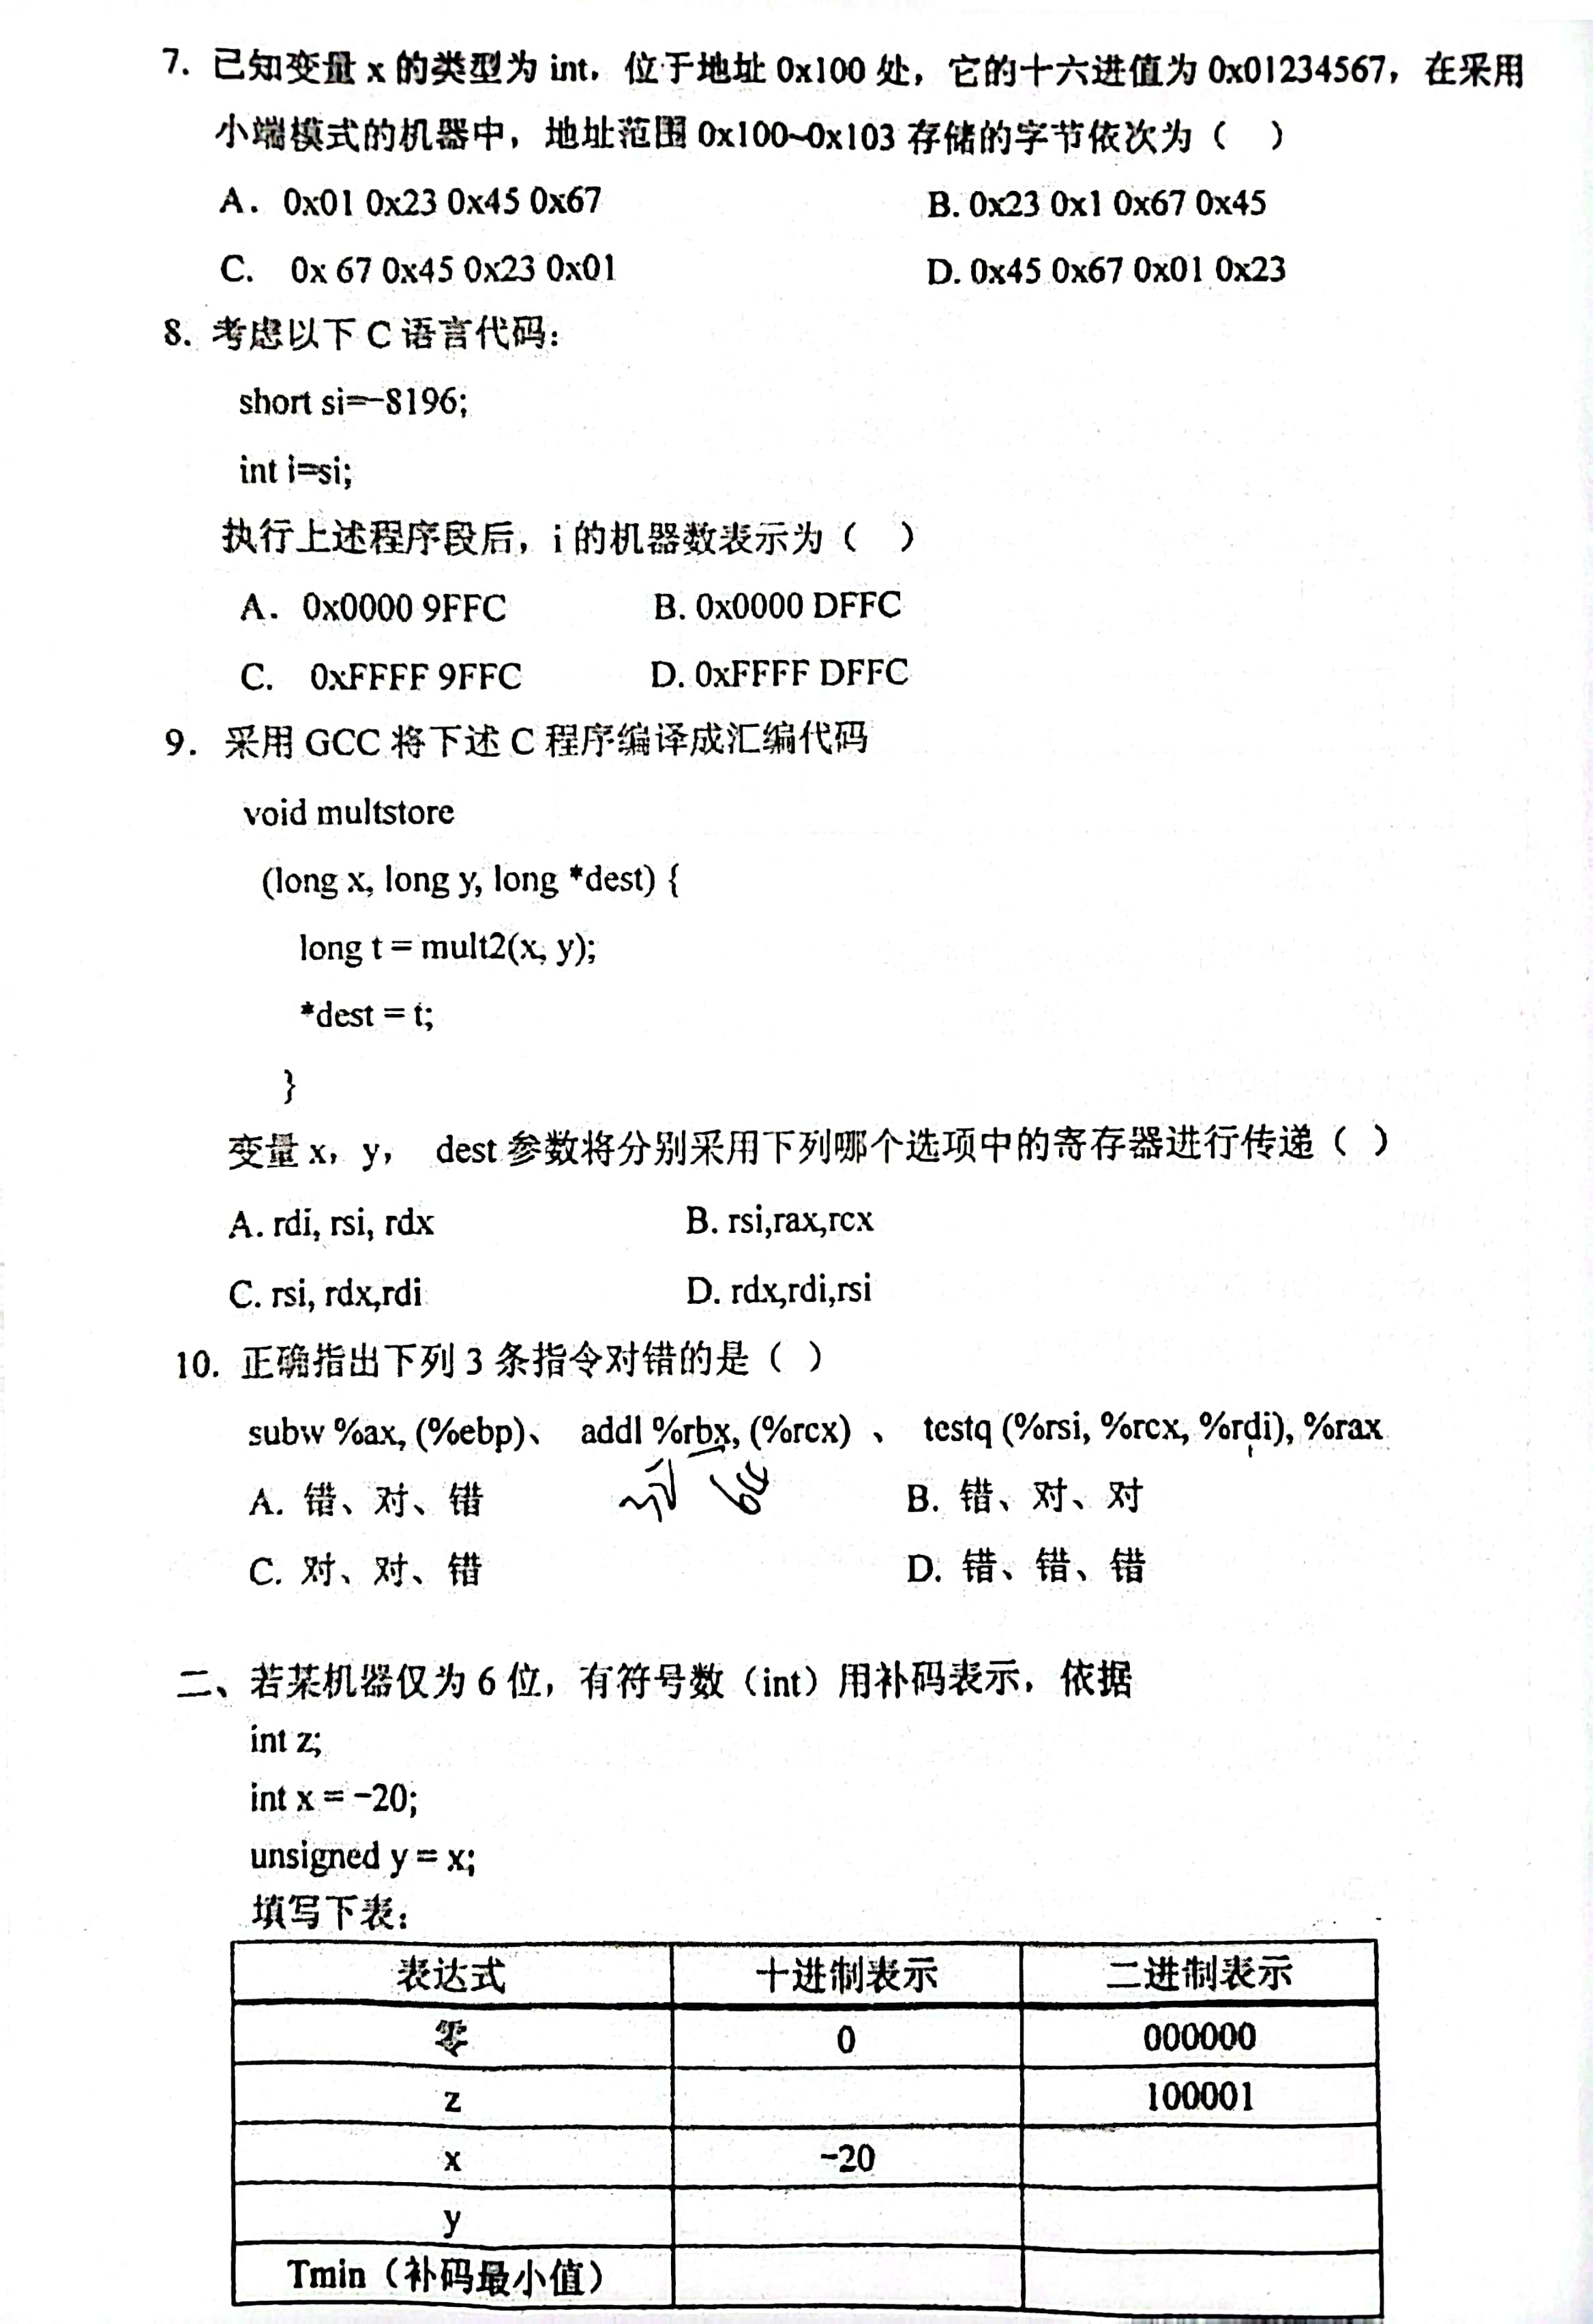 7. 已知变量 x 的类型为 int，位于地址 0x100 处，它的十六进值为 0x01234567，在采用
小端模式的机器中，地址范围 0x100~0x103 存储的字节依次为（ ）
A. 0x01 0x23 0x45 0x67 B. 0x23 0x1 0x67 0x45
C. 0x 67 0x45 0x23 0x01 D. 0x45 0x67 0x01 0x23
8. 考虑以下 C 语言代码：
short si=-8196;
int i=si;
执行上述程序段后，i 的机器数表示为（ ）
A. 0x0000 9FFC B. 0x0000 DFFC
C. 0xFFFF 9FFC D. 0xFFFF DFFC
9. 采用 GCC 将下述 C 程序编译成汇编代码
void multstore
(long x, long y, long *dest) {
long t = mult2(x, y);
*dest = t;
}
变量 x，y， dest 参数将分别采用下列哪个选项中的寄存器进行传递（ ）
A. rdi, rsi, rdx B. rsi,rax,rcx
C. rsi, rdx,rdi D. rdx,rdi,rsi
10. 正确指出下列 3 条指令对错的是（ ）
subw %ax, (%ebp)、 addl %rbx, (%rcx) 、 testq (%rsi, %rcx, %rdi), %rax
A. 错、对、错 64 B. 错、对、对
C. 对、对、错 D. 错、错、错
二、若某机器仅为 6 位，有符号数（int）用补码表示，依据
int z;
int x = -20;
unsigned y = x;
填写下表：
表达式 十进制表示 二进制表示
零 0 000000
z 100001
x -20
y
Tmin（补码最小值）